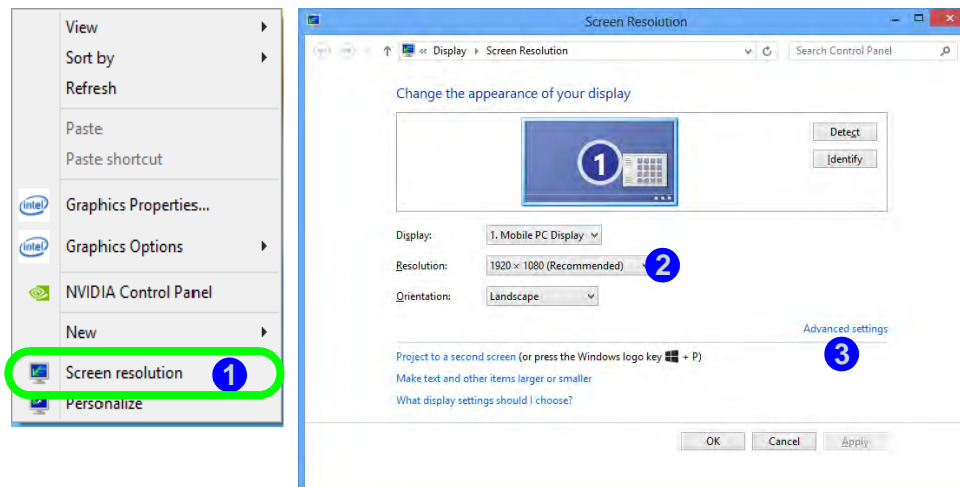 View
Sort by
Refresh
Paste
Paste shortcut
intel
Graphics Properties...
intel
Graphics Options
NVIDIA Control Panel
New
Screen resolution 1
Personalize
Screen Resolution
« Display Screen Resolution
Search Control Panel
Change the appearance of your display
1
Detect
Identify
Display: 1. Mobile PC Display
Resolution: 1920 × 1080 (Recommended) 2
Orientation: Landscape
Advanced settings
3
Project to a second screen (or press the Windows logo key + P)
Make text and other items larger or smaller
What display settings should I choose?
OK Cancel Apply